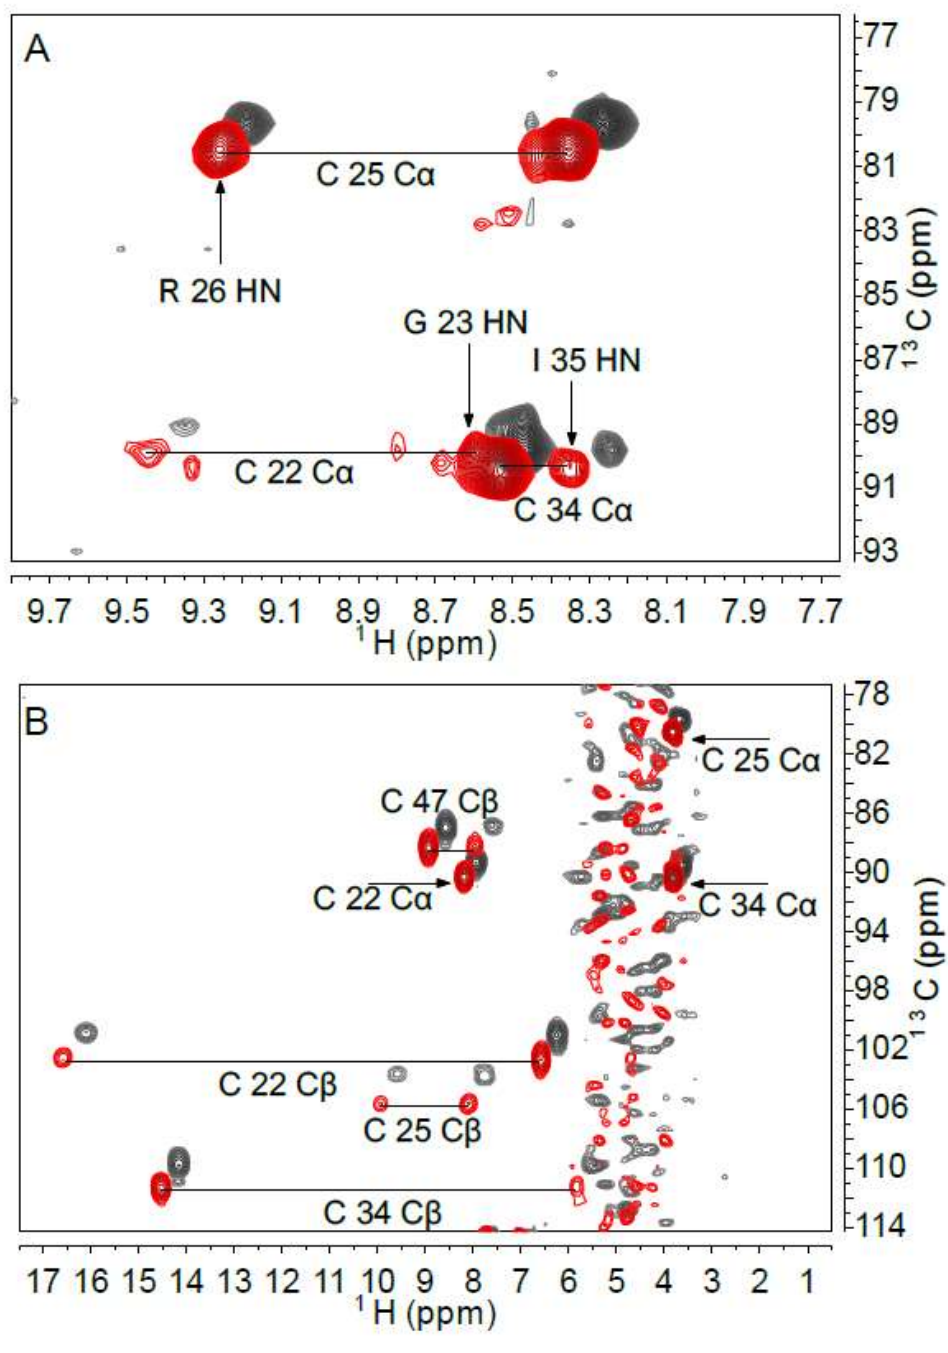 A
77
79
C 25 Cα
81
83
R 26 HN
85
G 23 HN
I 35 HN
87
89
C 22 Cα
91
C 34 Cα
93
¹³C (ppm)
9.7 9.5 9.3 9.1 8.9 8.7 8.5 8.3 8.1 7.9 7.7
¹H (ppm)
B
78
C 25 Cα
82
C 47 Cβ
86
C 22 Cα
90
C 34 Cα
94
98
102
C 22 Cβ
106
C 25 Cβ
110
C 34 Cβ
114
¹³C (ppm)
17 16 15 14 13 12 11 10 9 8 7 6 5 4 3 2 1
¹H (ppm)